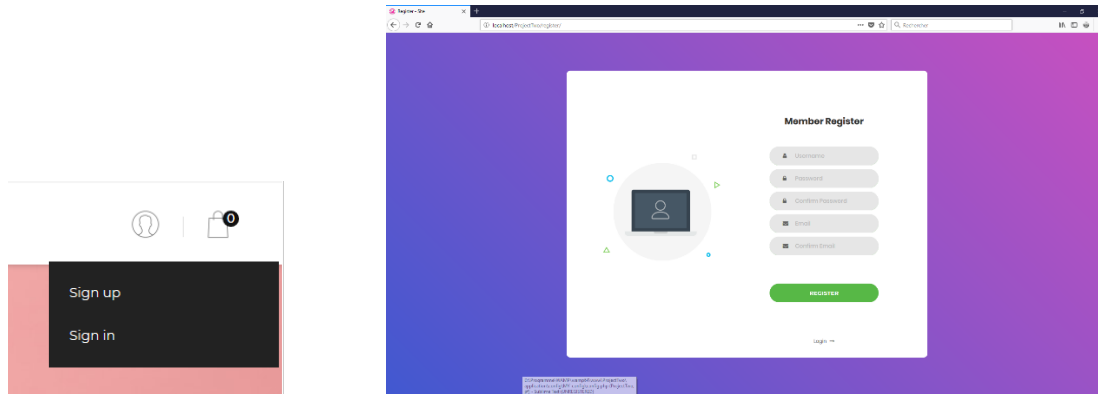 0
Sign up
Sign in
Register - Site
localhost/ProjectTwo/register/
Rechercher
Member Register
Username
Password
Confirm Password
Email
Confirm Email
REGISTER
Login →